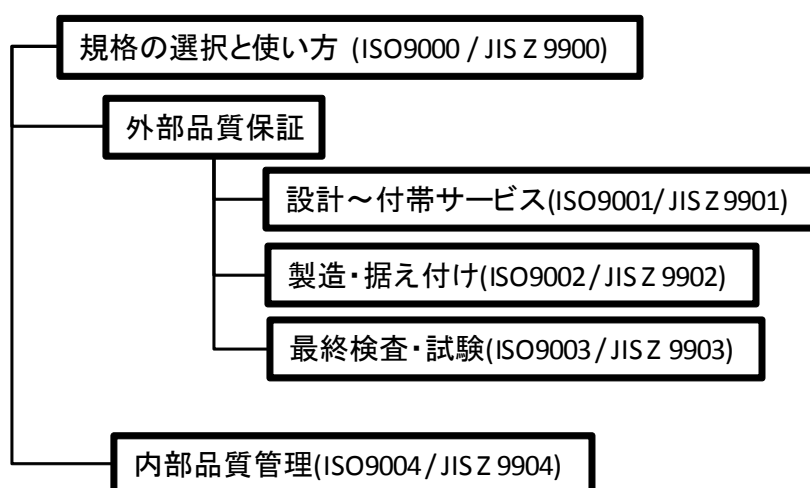 規格の選択と使い方 (ISO9000 / JIS Z 9900)
外部品質保証
設計～付帯サービス(ISO9001/ JIS Z 9901)
製造・据え付け(ISO9002/ JIS Z 9902)
最終検査・試験(ISO9003 / JIS Z 9903)
内部品質管理(ISO9004 / JIS Z 9904)